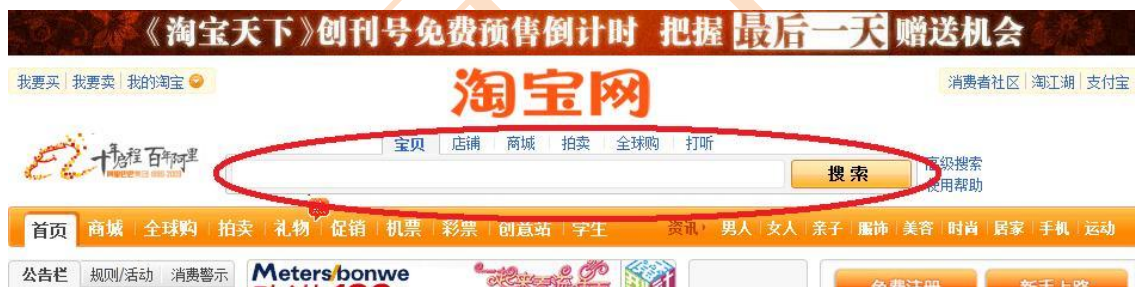 《淘宝天下》创刊号免费预售倒计时 把握最后一天赠送机会
我要买 我要卖 我的淘宝 消费者社区 淘江湖 支付宝
淘宝网
宝贝 店铺 商城 拍卖 全球购 打听
十年启程 百年阿里
搜索
高级搜索
使用帮助
首页 商城 全球购 拍卖 礼物 促销 机票 彩票 创意站 学生 资讯 男人 女人 亲子 服饰 美容 时尚 居家 手机 运动
公告栏 规则/活动 消费警示
Meters/bonwe
免费注册 新手上路